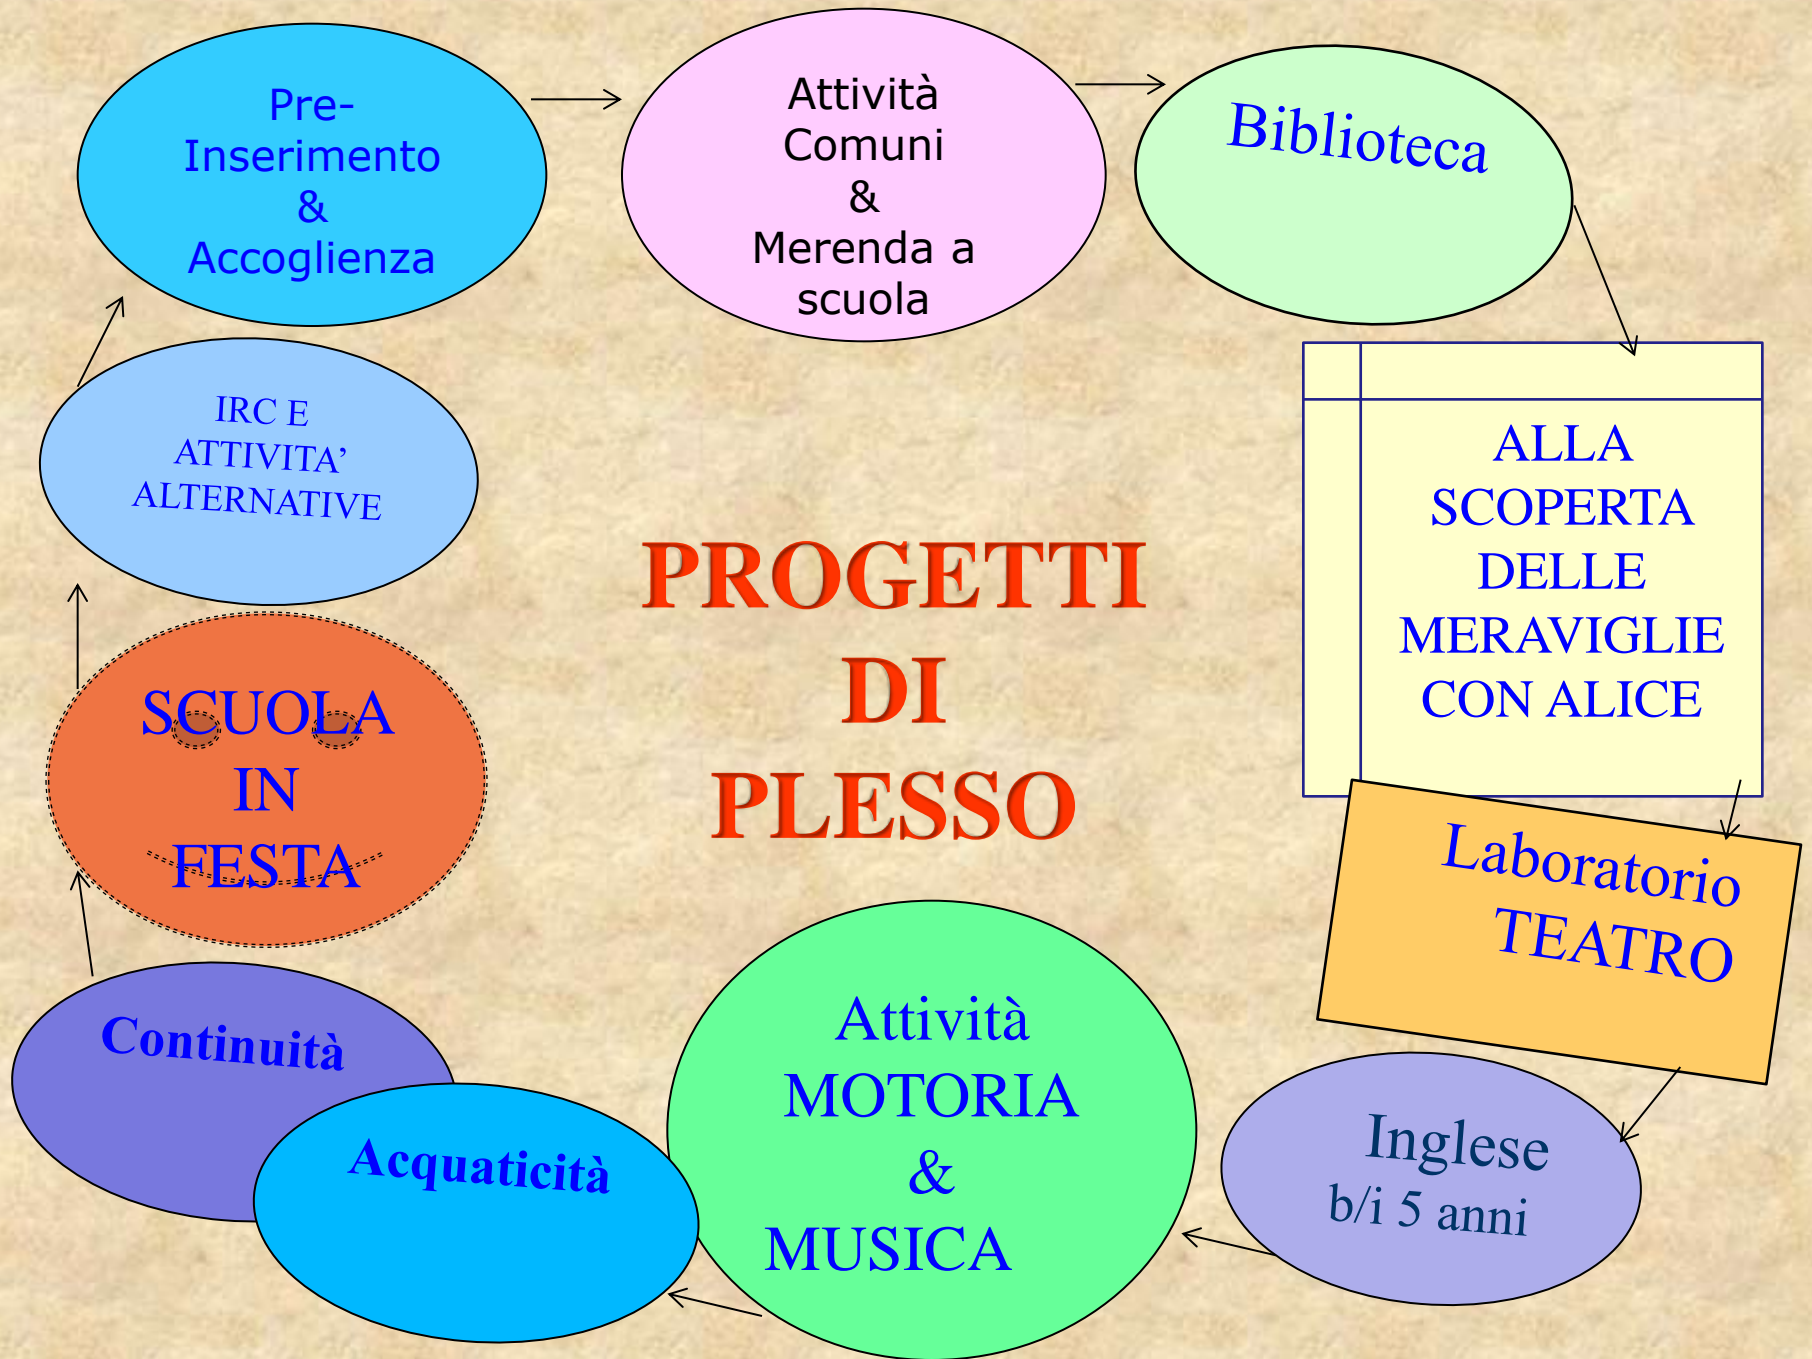 Pre-
Inserimento
&
Accoglienza
Attività
Comuni
&
Merenda a
scuola
Biblioteca
ALLA
SCOPERTA
DELLE
MERAVIGLIE
CON ALICE
Laboratorio
TEATRO
Inglese
b/i 5 anni
Attività
MOTORIA
&
MUSICA
Acquaticità
Continuità
SCUOLA
IN
FESTA
IRC E
ATTIVITA’
ALTERNATIVE
PROGETTI
DI
PLESSO